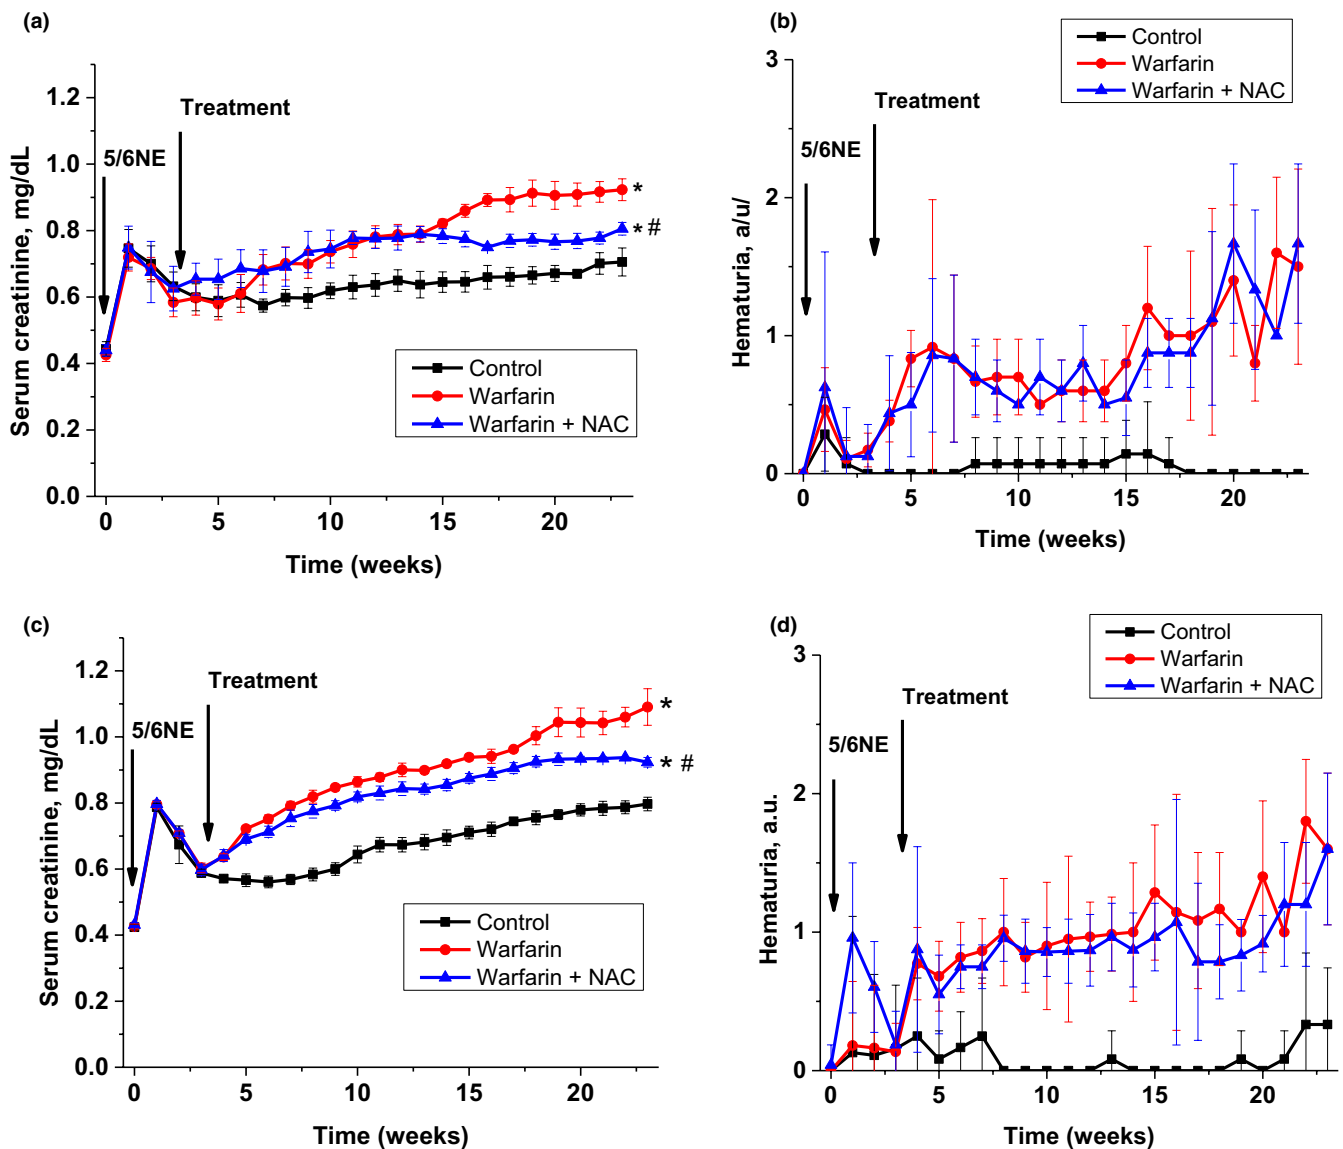 (a)
Serum creatinine, mg/dL
1.2
1.0
0.8
0.6
0.4
0.2
0.0
5/6NE
Treatment
*
* #
Control
Warfarin
Warfarin + NAC
0 5 10 15 20
Time (weeks)
(b)
Hematuria, a/u/
3
2
1
0
5/6NE
Treatment
Control
Warfarin
Warfarin + NAC
0 5 10 15 20
Time (weeks)
(c)
Serum creatinine, mg/dL
1.2
1.0
0.8
0.6
0.4
0.2
0.0
5/6NE
Treatment
*
* #
Control
Warfarin
Warfarin + NAC
0 5 10 15 20
Time (weeks)
(d)
Hematuria, a.u.
3
2
1
0
5/6NE
Treatment
Control
Warfarin
Warfarin + NAC
0 5 10 15 20
Time (weeks)